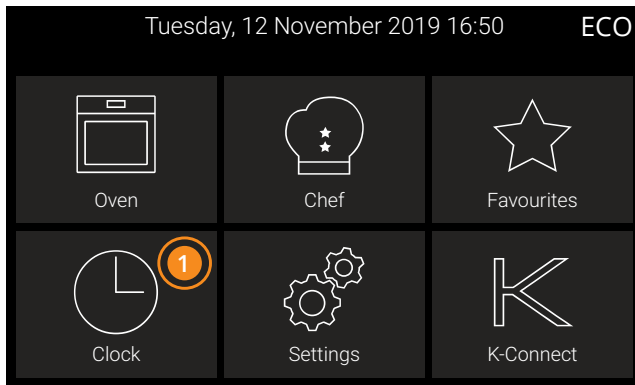 Tuesday, 12 November 2019 16:50 ECO
Oven Chef Favourites
1
Clock Settings K-Connect